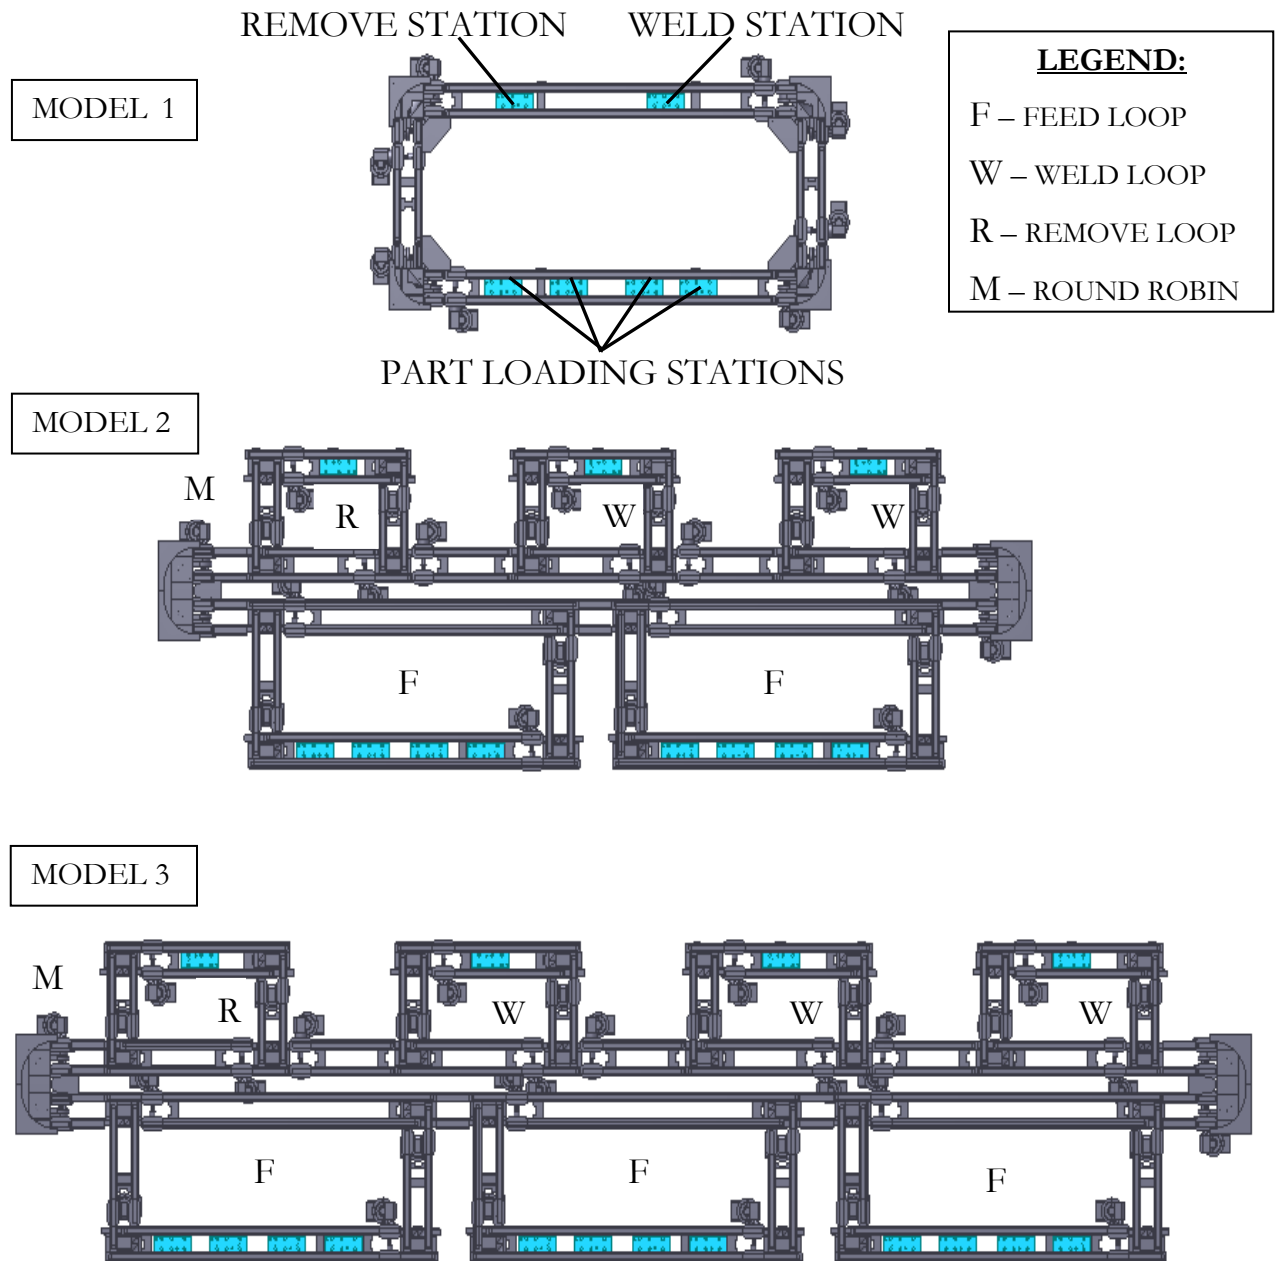 REMOVE STATION
WELD STATION
MODEL 1
LEGEND:
F – FEED LOOP
W – WELD LOOP
R – REMOVE LOOP
M – ROUND ROBIN
PART LOADING STATIONS
MODEL 2
M
R
W
W
F
F
MODEL 3
M
R
W
W
W
F
F
F